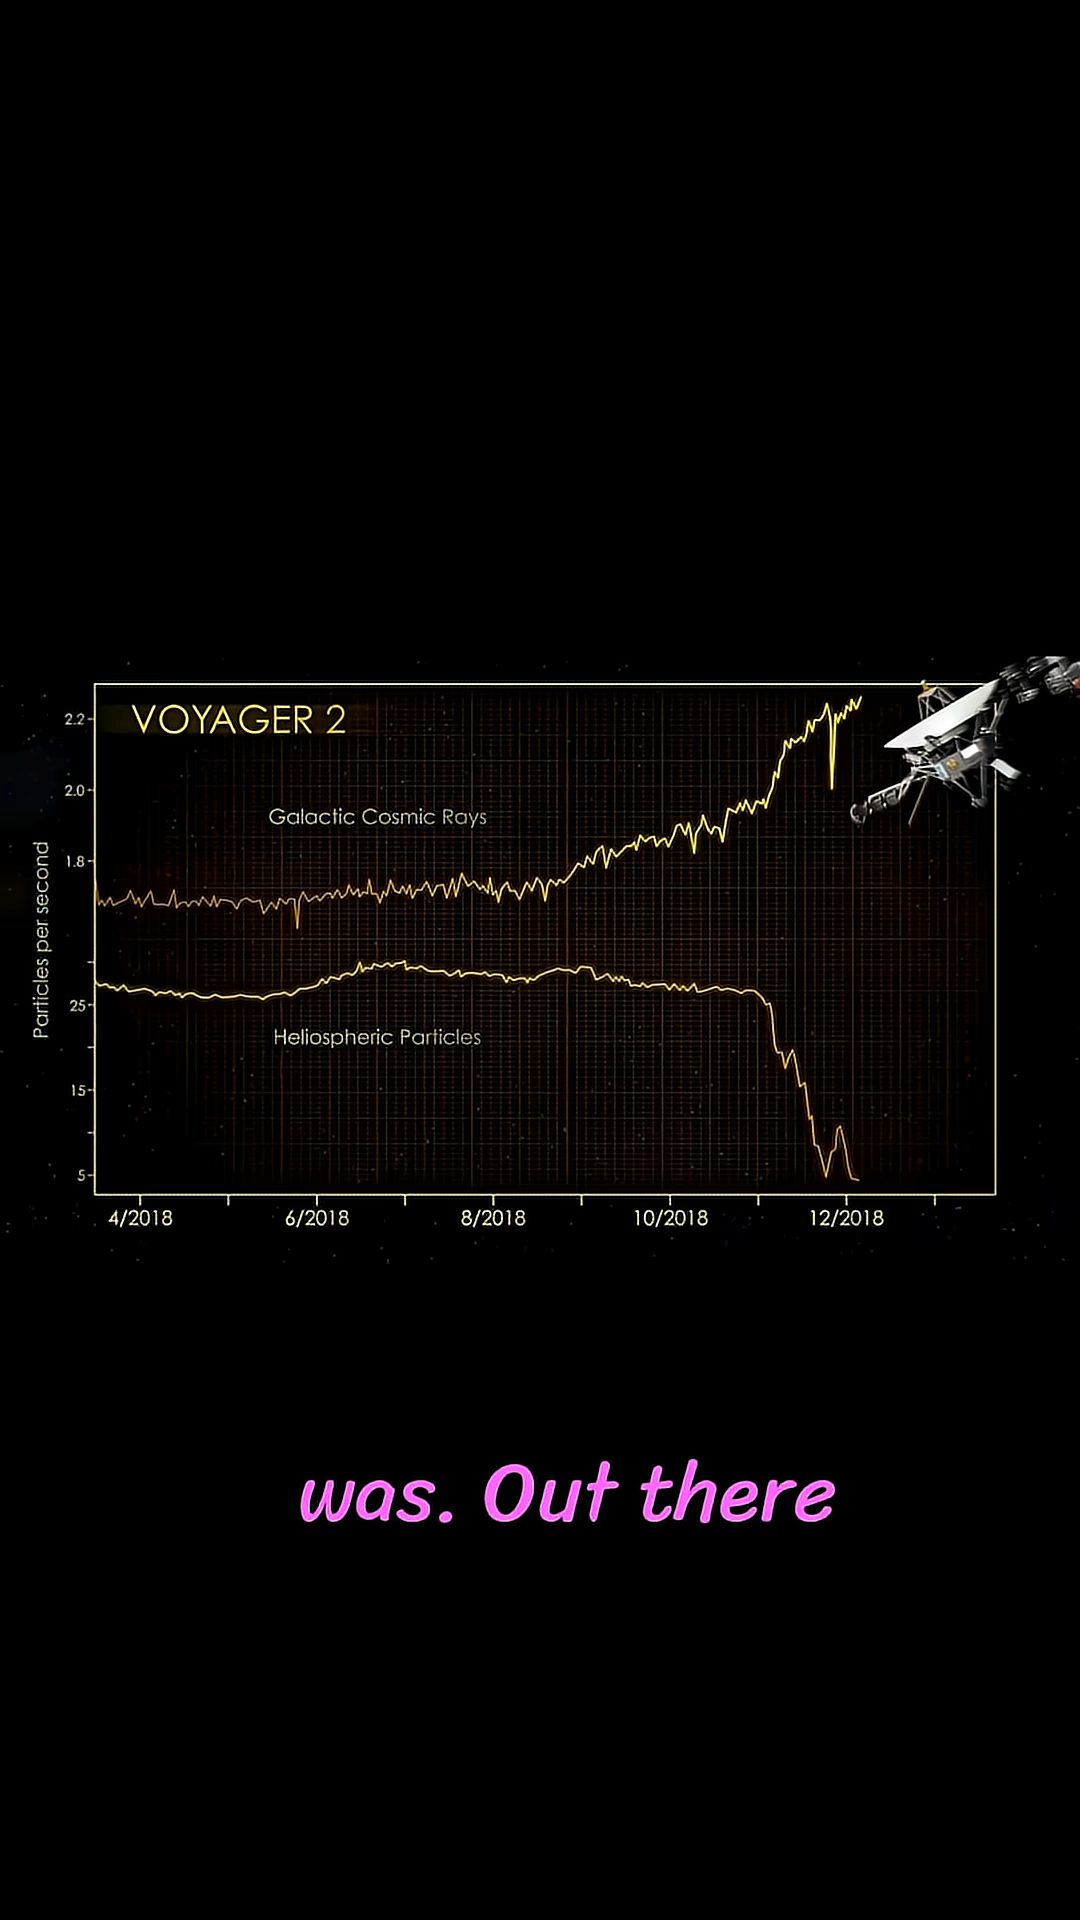 VOYAGER 2
2.2
2.0
Galactic Cosmic Rays
1.8
Particles per second
25
Heliospheric Particles
15
5
4/2018 6/2018 8/2018 10/2018 12/2018
was. Out there